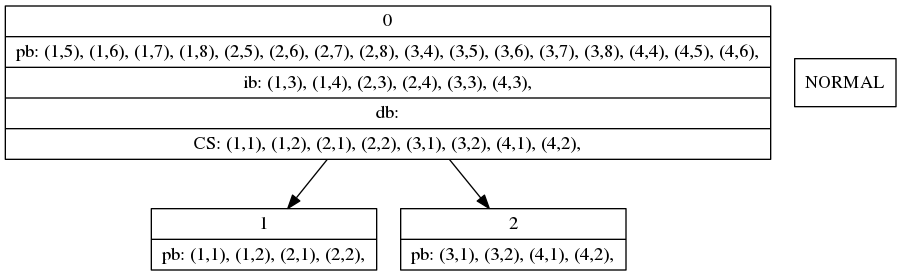 0
pb: (1,5), (1,6), (1,7), (1,8), (2,5), (2,6), (2,7), (2,8), (3,4), (3,5), (3,6), (3,7), (3,8), (4,4), (4,5), (4,6),
ib: (1,3), (1,4), (2,3), (2,4), (3,3), (4,3),
db:
CS: (1,1), (1,2), (2,1), (2,2), (3,1), (3,2), (4,1), (4,2),
NORMAL
1
pb: (1,1), (1,2), (2,1), (2,2),
2
pb: (3,1), (3,2), (4,1), (4,2),